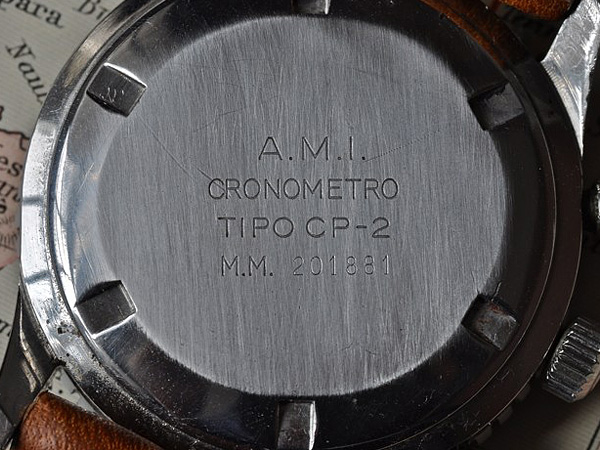 A.M.I.
CRONOMETRO
TIPO CP-2
M.M. 201881